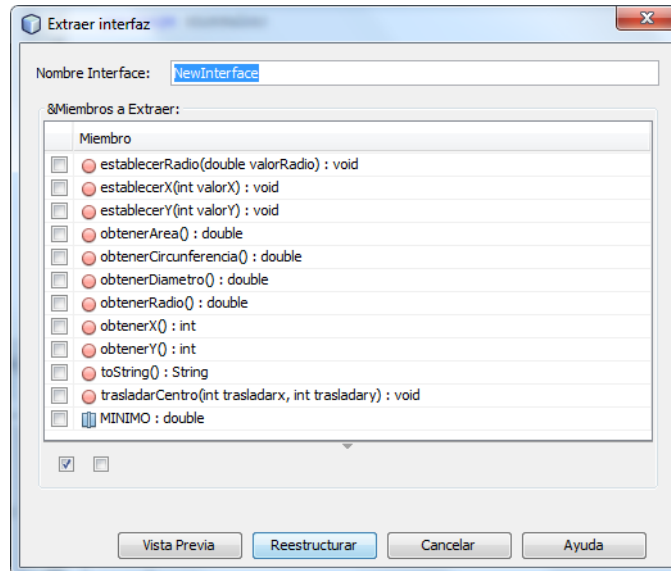 Extraer interfaz
Nombre Interface: NewInterface
&Miembros a Extraer:
Miembro
establecerRadio(double valorRadio) : void
establecerX(int valorX) : void
establecerY(int valorY) : void
obtenerArea() : double
obtenerCircunferencia() : double
obtenerDiametro() : double
obtenerRadio() : double
obtenerX() : int
obtenerY() : int
toString() : String
trasladarCentro(int trasladarx, int trasladary) : void
MINIMO : double
Vista Previa Reestructurar Cancelar Ayuda